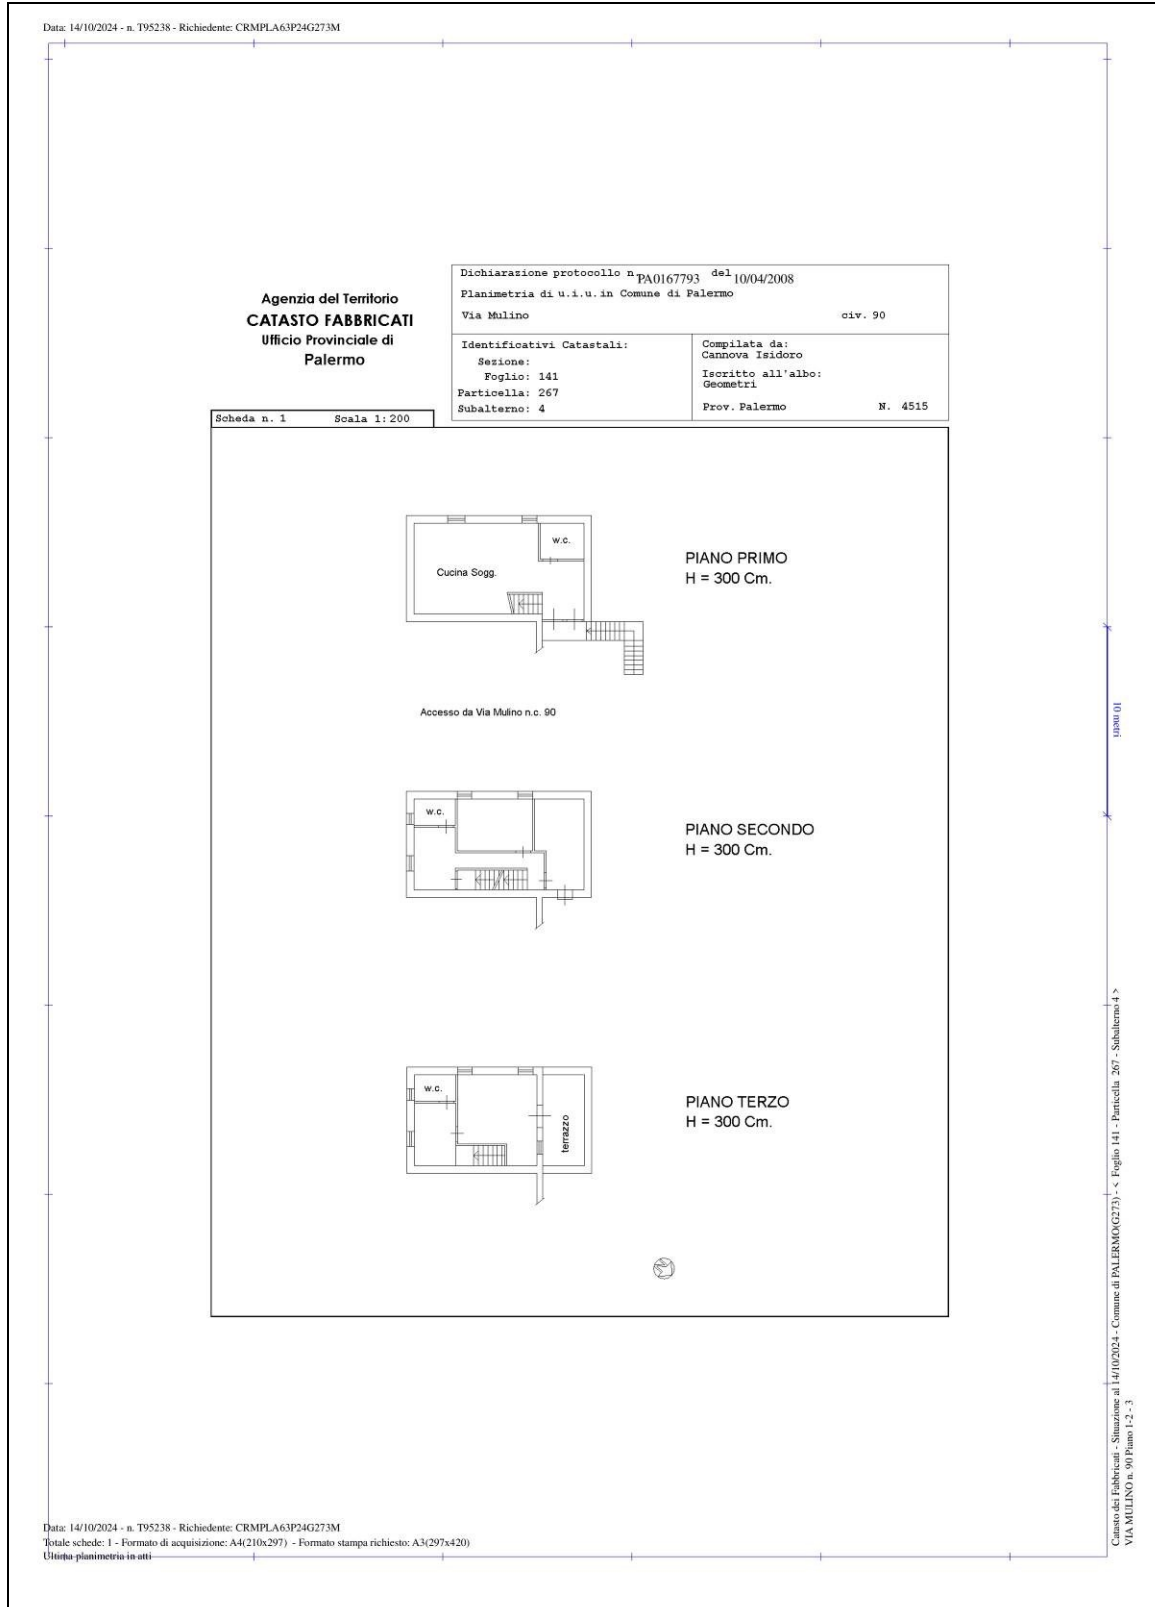 Data: 14/10/2024 - n. T95238 - Richiedente: CRMPLA63P24G273M
Agenzia del Territorio
CATASTO FABBRICATI
Ufficio Provinciale di
Palermo
Dichiarazione protocollo n. PA0167793 del 10/04/2008
Planimetria di u.i.u. in Comune di Palermo
Via Mulino civ. 90
Identificativi Catastali:
Sezione:
Foglio: 141
Particella: 267
Subalterno: 4
Compilata da:
Cannova Isidoro
Iscritto all'albo:
Geometri
Prov. Palermo N. 4515
Scheda n. 1 Scala 1:200
w.c.
Cucina Sogg.
PIANO PRIMO
H = 300 Cm.
Accesso da Via Mulino n.c. 90
w.c.
PIANO SECONDO
H = 300 Cm.
w.c.
terrazzo
PIANO TERZO
H = 300 Cm.
10 metri
Catasto dei Fabbricati - Situazione al 14/10/2024 - Comune di PALERMO(G273) - < Foglio 141 - Particella 267 - Subalterno 4 >
VIA MULINO n. 90 Piano 1-2 - 3
Data: 14/10/2024 - n. T95238 - Richiedente: CRMPLA63P24G273M
Totale schede: 1 - Formato di acquisizione: A4(210x297) - Formato stampa richiesto: A3(297x420)
Ultima planimetria in atti